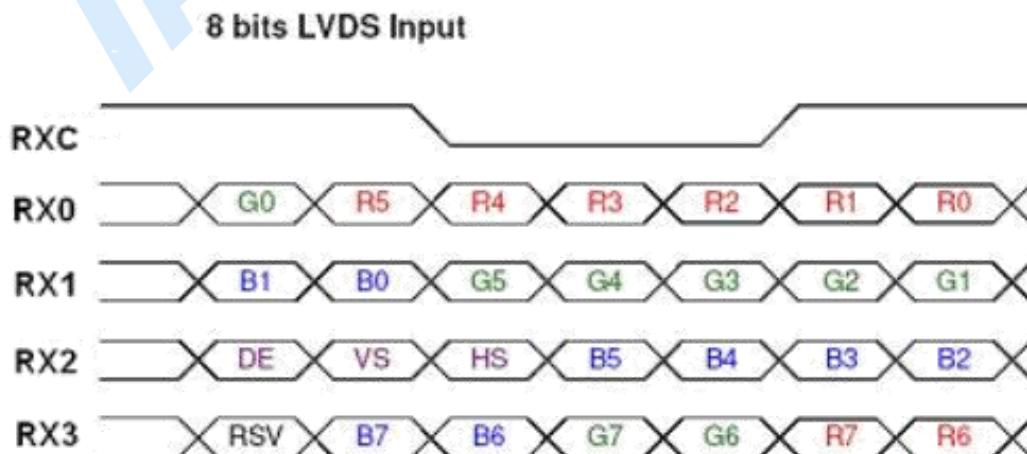 8 bits LVDS Input
RXC
RX0 G0 R5 R4 R3 R2 R1 R0
RX1 B1 B0 G5 G4 G3 G2 G1
RX2 DE VS HS B5 B4 B3 B2
RX3 RSV B7 B6 G7 G6 R7 R6